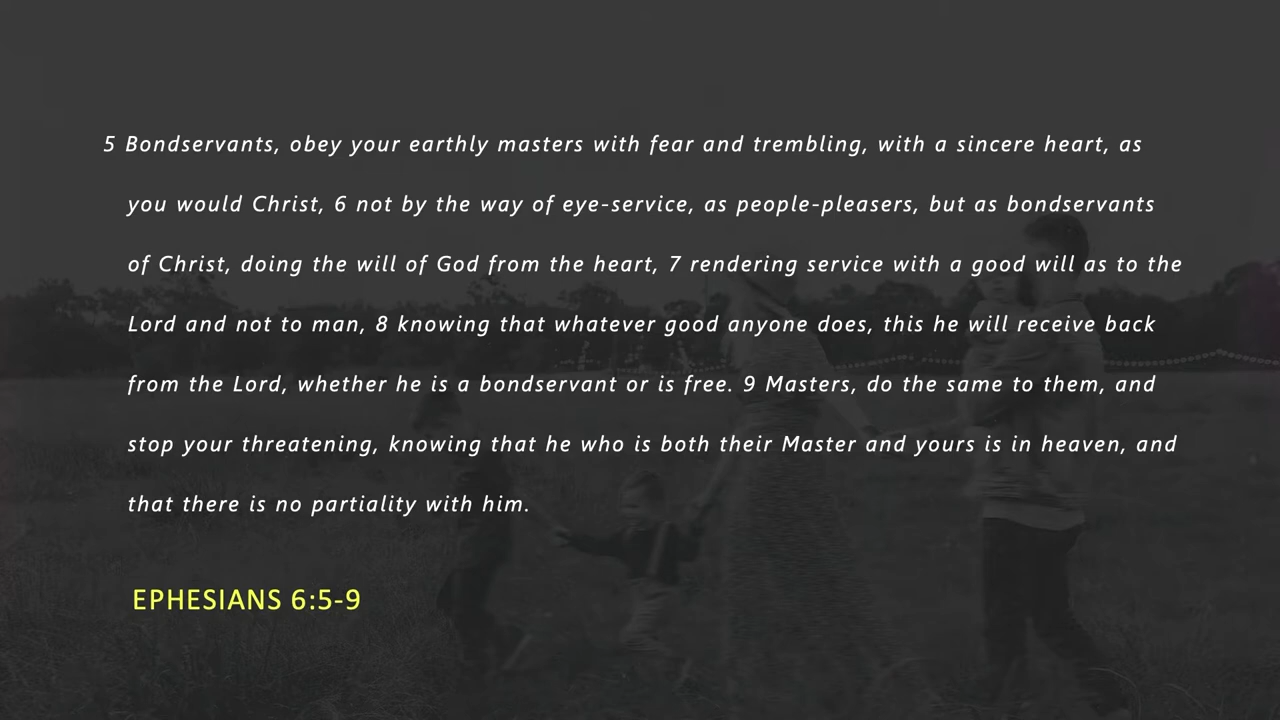 5 Bondservants, obey your earthly masters with fear and trembling, with a sincere heart, as
you would Christ, 6 not by the way of eye-service, as people-pleasers, but as bondservants
of Christ, doing the will of God from the heart, 7 rendering service with a good will as to the
Lord and not to man, 8 knowing that whatever good anyone does, this he will receive back
from the Lord, whether he is a bondservant or is free. 9 Masters, do the same to them, and
stop your threatening, knowing that he who is both their Master and yours is in heaven, and
that there is no partiality with him.
EPHESIANS 6:5-9